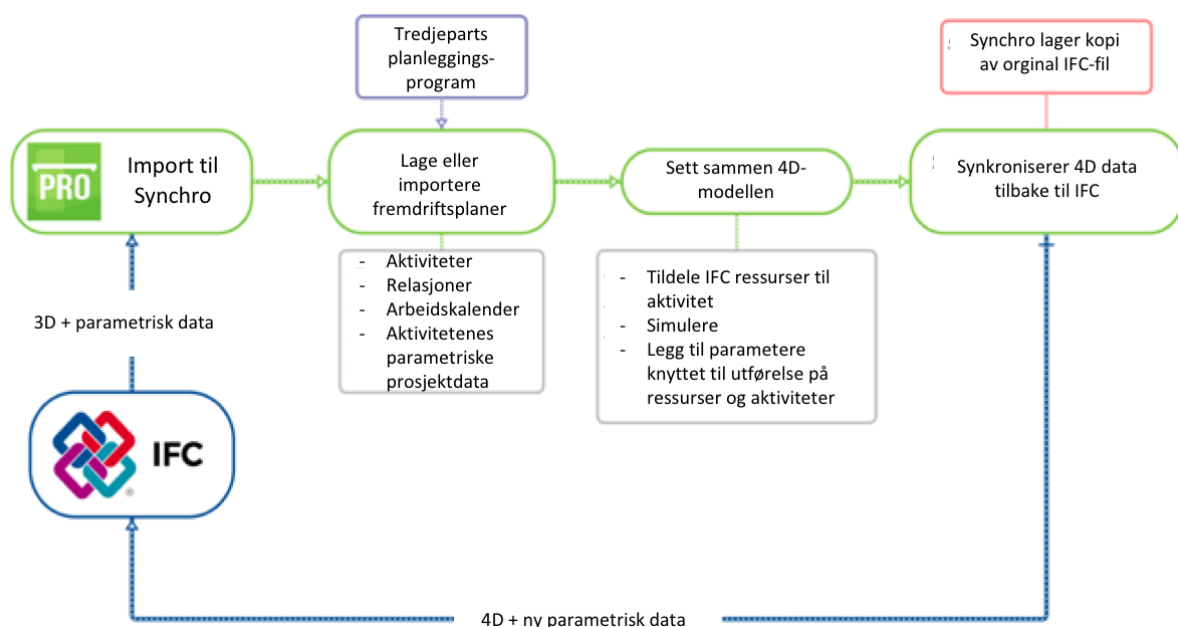 Tredjeparts
planleggings-
program
Synchro lager kopi
av orginal IFC-fil
PRO
Import til
Synchro
Lage eller
importere
fremdriftsplaner
Sett sammen 4D-
modellen
Synkroniserer 4D data
tilbake til IFC
- Aktiviteter
- Relasjoner
- Arbeidskalender
- Aktivitetenes
parametriske
prosjektdata
- Tildele IFC ressurser til
aktivitet
- Simulere
- Legg til parametere
knyttet til utførelse på
ressurser og aktiviteter
3D + parametrisk data
IFC
®
4D + ny parametrisk data